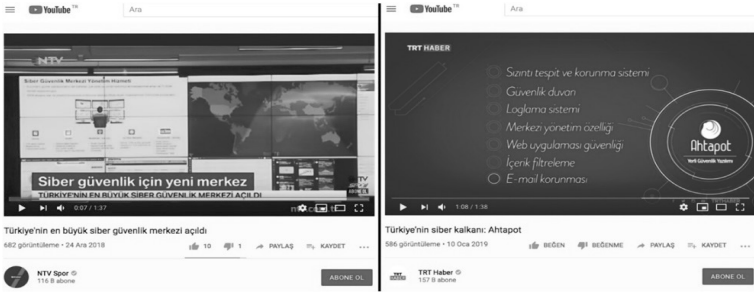 YouTube TR
Ara
NTV
Siber Güvenlik Merkezi Yönetim Hizmeti
Siber güvenlik için yeni merkez
TÜRKİYE'NİN EN BÜYÜK SİBER GÜVENLİK MERKEZİ AÇILDI
0:07 / 1:37
Türkiye'nin en büyük siber güvenlik merkezi açıldı
682 görüntüleme • 24 Ara 2018
10
1
PAYLAŞ
KAYDET
NTV Spor
116 B abone
ABONE OL
YouTube TR
Ara
TRT HABER
Sızıntı tespit ve korunma sistemi
Güvenlik duvarı
Loglama sistemi
Merkezi yönetim özelliği
Web uygulaması güvenliği
İçerik filtreleme
E-mail korunması
Ahtapot
Yerli Güvenlik Yazılımı
1:08 / 1:38
Türkiye'nin siber kalkanı: Ahtapot
586 görüntüleme • 10 Oca 2019
BEĞEN
BEĞENME
PAYLAŞ
KAYDET
TRT Haber
157 B abone
ABONE OL